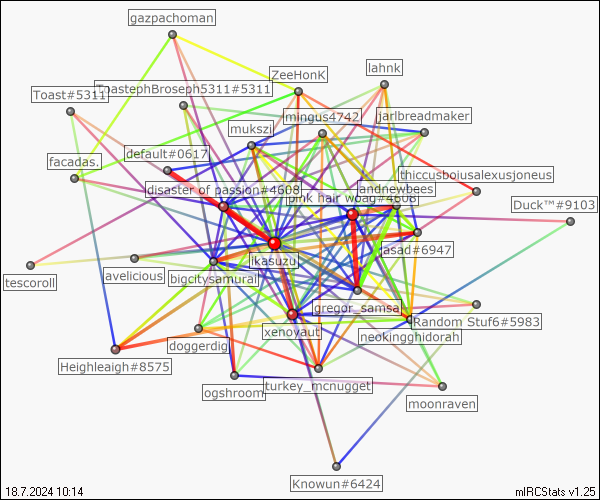 gazpachoman
ZeeHonK
lahnk
ToastephBroseph5311#5311
Toast#5311
mingus4742
jarlbreadmaker
mukszi
default#0617
facadas.
thiccusboiusalexusjoneus
disaster of passion#4608
pink hair woag#4608
andnewbees
Duck™#9103
jasad#6947
ikasuzu
tescoroll
lavelicious
bigcitysamurai
gregor_samsa
Random Stuf6#5983
xenoyaut
neokingghidorah
doggerdig
Heighleaigh#8575
turkey_mcnugget
ogshroom
moonraven
Knowun#6424
18.7.2024 10:14
mIRCStats v1.25